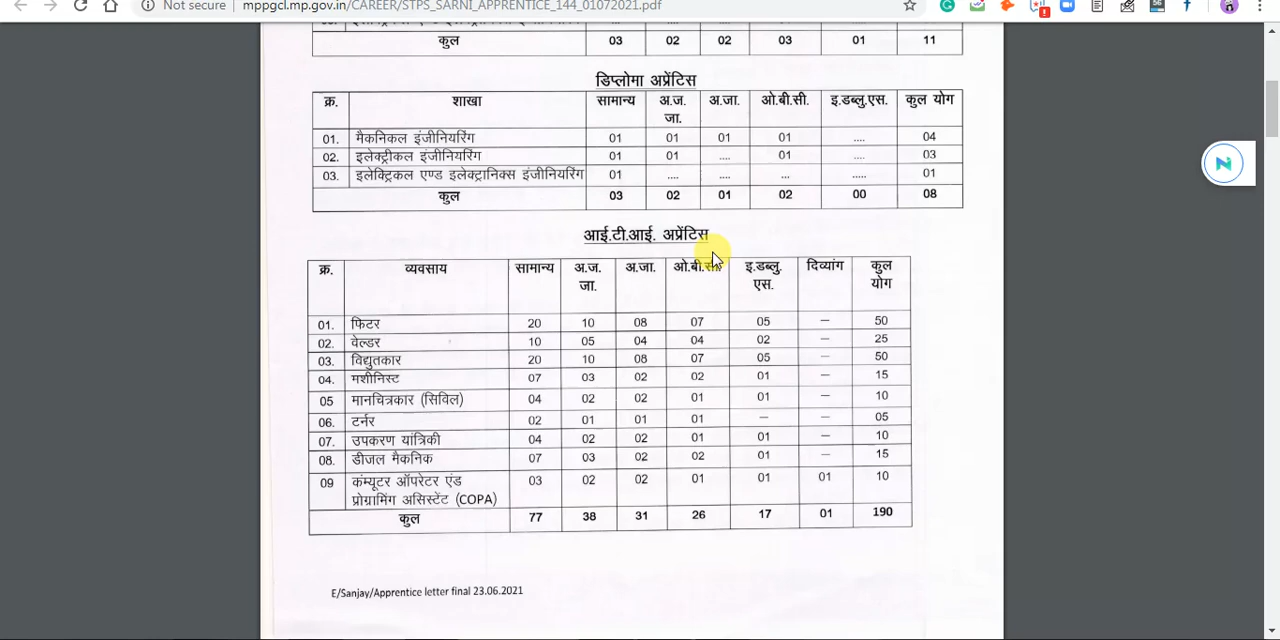 Not secure | mppgcl.mp.gov.in/CAREER/STPS_SARNI_APPRENTICE_144_01072021.pdf
कुल 03 02 02 03 01 11
डिप्लोमा अप्रेंटिस
क्र. शाखा सामान्य अ.ज.जा. अ.जा. ओ.बी.सी. इ.डब्लु.एस. कुल योग
01. मैकनिकल इंजीनियरिंग 01 01 01 01 .... 04
02. इलेक्ट्रीकल इंजीनियरिंग 01 01 .... 01 ... 03
03. इलेक्ट्रिकल एण्ड इलेक्ट्रानिक्स इंजीनियरिंग 01 .... .... ... ..... 01
कुल 03 02 01 02 00 08
आई.टी.आई. अप्रेंटिस
क्र. व्यवसाय सामान्य अ.ज.जा. अ.जा. ओ.बी.सी. इ.डब्लु.एस. दिव्यांग कुल योग
01. फिटर 20 10 08 07 05 – 50
02. वेल्डर 10 05 04 04 02 – 25
03. विद्युतकार 20 10 08 07 05 – 50
04. मशीनिस्ट 07 03 02 02 01 – 15
05 मानचित्रकार (सिविल) 04 02 02 01 01 – 10
06. टर्नर 02 01 01 01 – – 05
07. उपकरण यांत्रिकी 04 02 02 01 01 – 10
08. डीजल मैकनिक 07 03 02 02 01 – 15
09 कंम्यूटर ऑपरेटर एंड प्रोग्रामिंग असिस्टेंट (COPA) 03 02 02 01 01 01 10
कुल 77 38 31 26 17 01 190
E/Sanjay/Apprentice letter final 23.06.2021